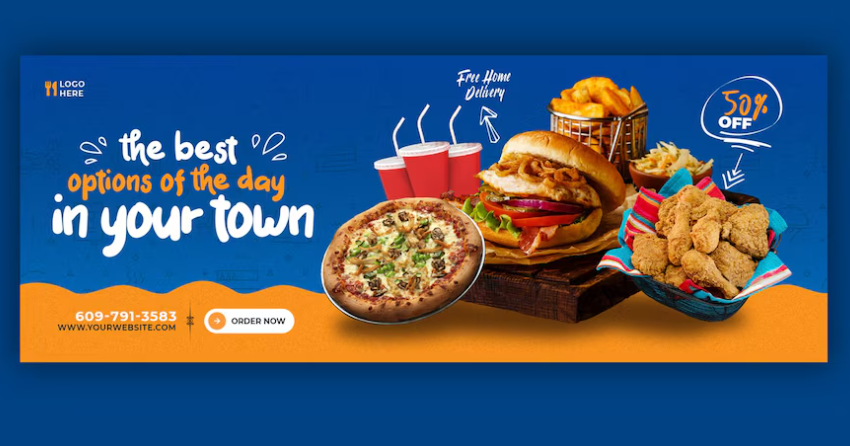 LOGO
HERE
the best
options of the day
in your town
609-791-3583
WWW.YOURWEBSITE.COM
ORDER NOW
Free Home
Delivery
50%
OFF